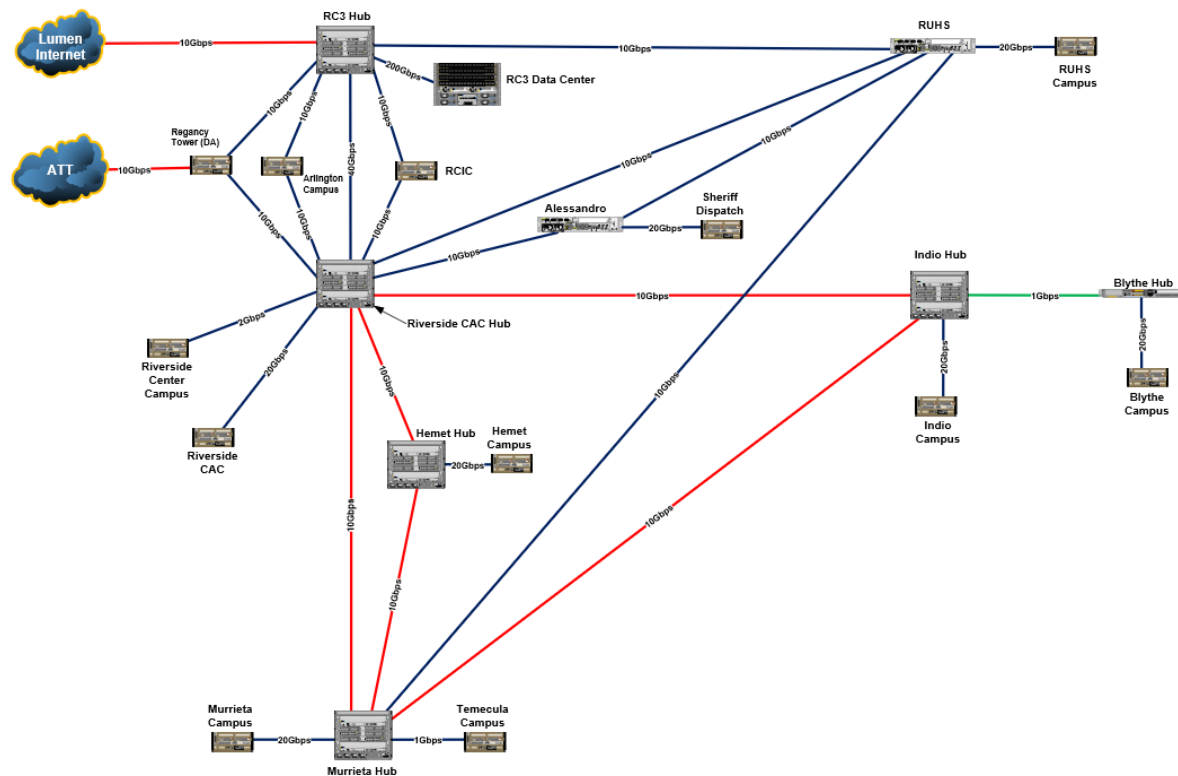 RC3 Hub
RUHS
Lumen
Internet
10Gbps
10Gbps
20Gbps
RUHS
Campus
200Gbps
RC3 Data Center
10Gbps
10Gbps
40Gbps
10Gbps
Regancy
Tower (DA)
ATT
10Gbps
Arlington
Campus
RCIC
10Gbps
10Gbps
10Gbps
10Gbps
10Gbps
10Gbps
Alessandro
Sheriff
Dispatch
20Gbps
10Gbps
Indio Hub
Blythe Hub
10Gbps
1Gbps
Riverside CAC Hub
2Gbps
20Gbps
Riverside
Center
Campus
20Gbps
20Gbps
Blythe
Campus
Indio
Campus
10Gbps
10Gbps
Hemet Hub
Hemet
Campus
20Gbps
Riverside
CAC
10Gbps
10Gbps
10Gbps
Murrieta
Campus
Temecula
Campus
20Gbps
1Gbps
Murrieta Hub